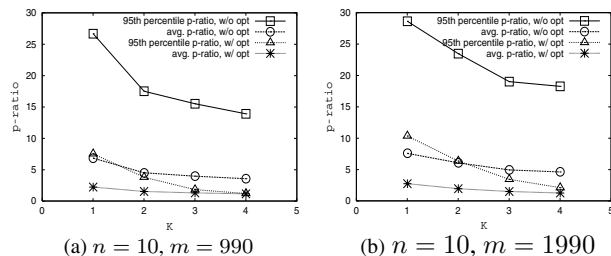 95th percentile p-ratio, w/o opt
avg. p-ratio, w/o opt
95th percentile p-ratio, w/ opt
avg. p-ratio, w/ opt
30
25
20
15
10
5
0
p-ratio
0 1 2 3 4 5
K
(a) n = 10, m = 990
95th percentile p-ratio, w/o opt
avg. p-ratio, w/o opt
95th percentile p-ratio, w/ opt
avg. p-ratio, w/ opt
30
25
20
15
10
5
0
p-ratio
0 1 2 3 4 5
K
(b) n = 10, m = 1990